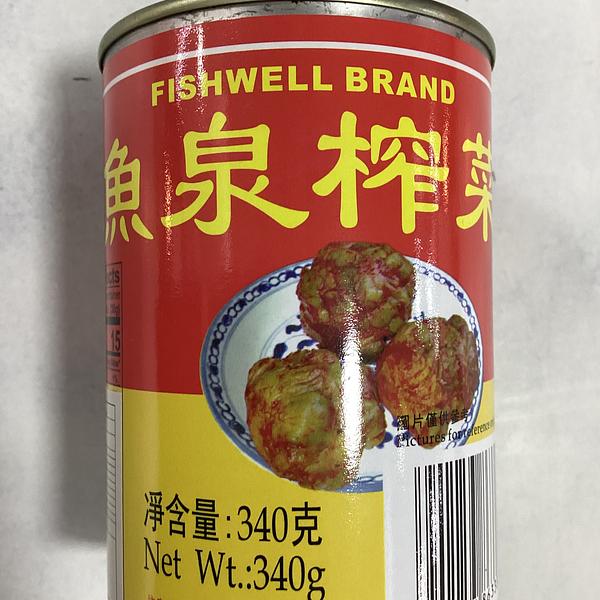 FISHWELL BRAND
魚泉榨菜
15
圖片僅供參考
Pictures for reference
淨含量:340克
Net Wt.:340g